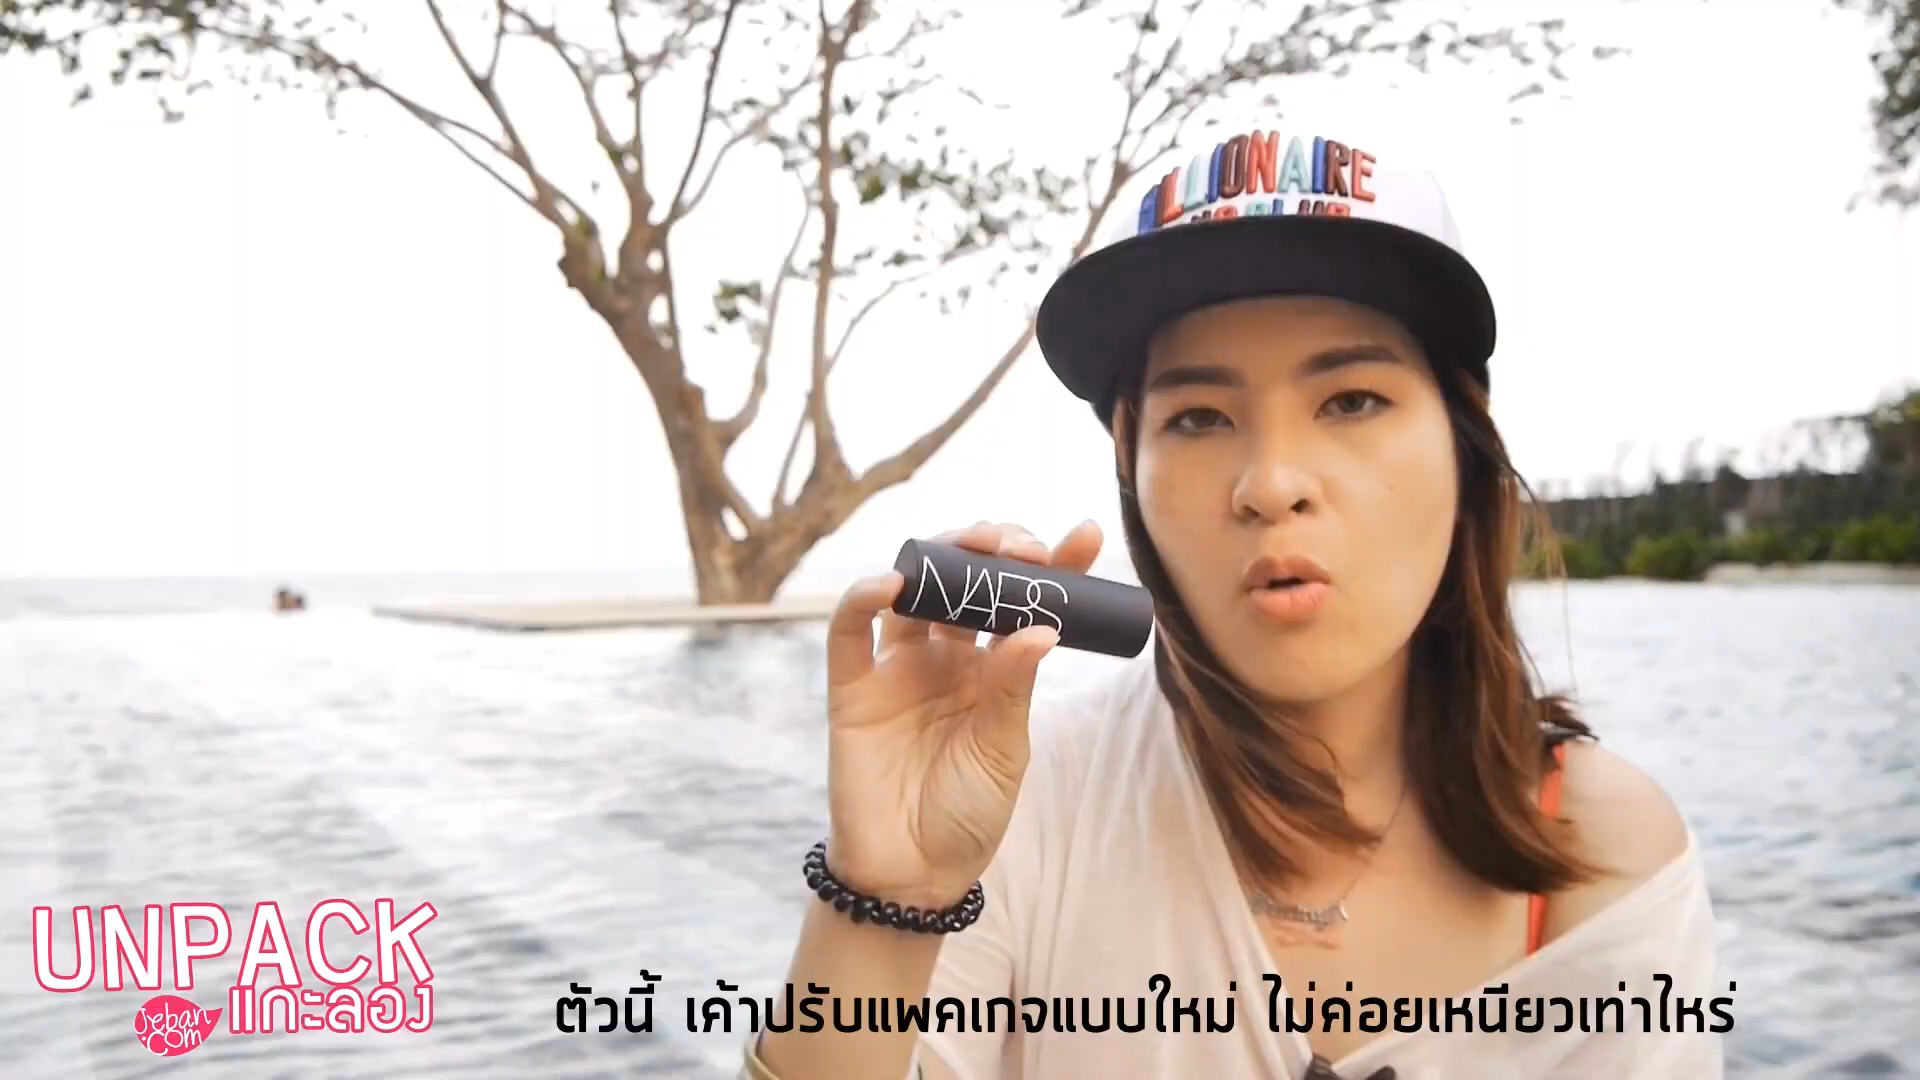 BILLIONAIRE
NARS
UNPACK
แกะลอง
Jeban
.com
ตัวนี้ เค้าปรับแพคเกจแบบใหม่ ไม่ค่อยเหนียวเท่าไหร่